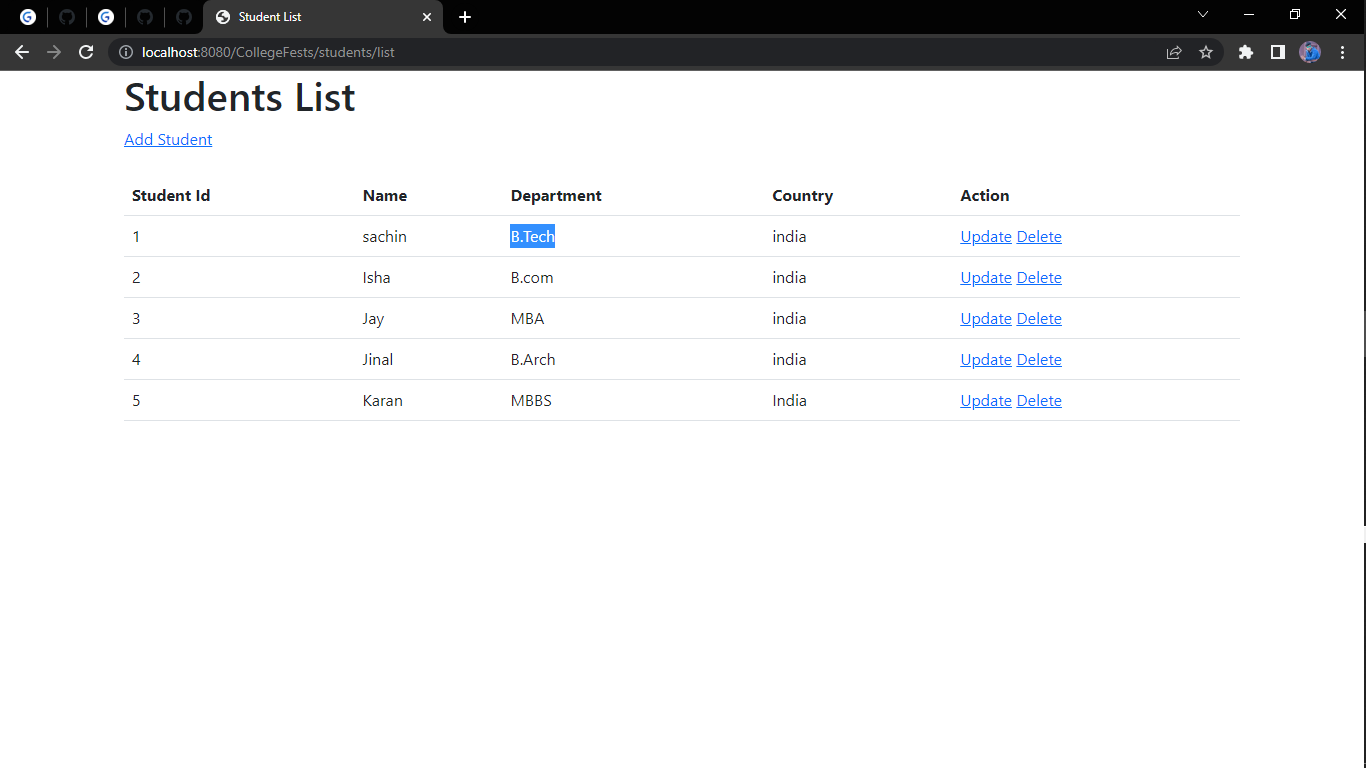 Student List
localhost:8080/CollegeFests/students/list
Students List
Add Student
Student Id Name Department Country Action
1 sachin B.Tech india Update Delete
2 Isha B.com india Update Delete
3 Jay MBA india Update Delete
4 Jinal B.Arch india Update Delete
5 Karan MBBS India Update Delete